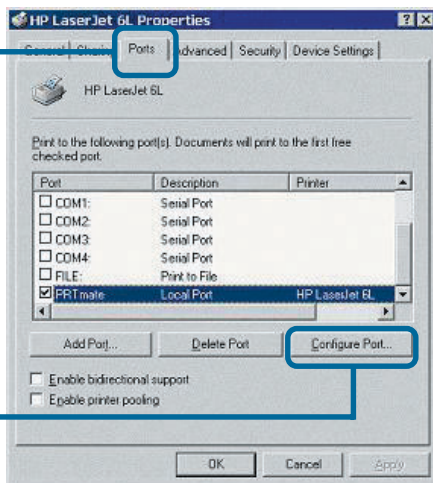 HP LaserJet 6L Properties
General Sharing Ports Advanced Security Device Settings
HP LaserJet 6L
Print to the following port(s). Documents will print to the first free
checked port.
Port Description Printer
COM1: Serial Port
COM2: Serial Port
COM3: Serial Port
COM4: Serial Port
FILE: Print to File
PRTmate: Local Port HP LaserJet 6L
Add Port... Delete Port Configure Port...
Enable bidirectional support
Enable printer pooling
OK Cancel Apply